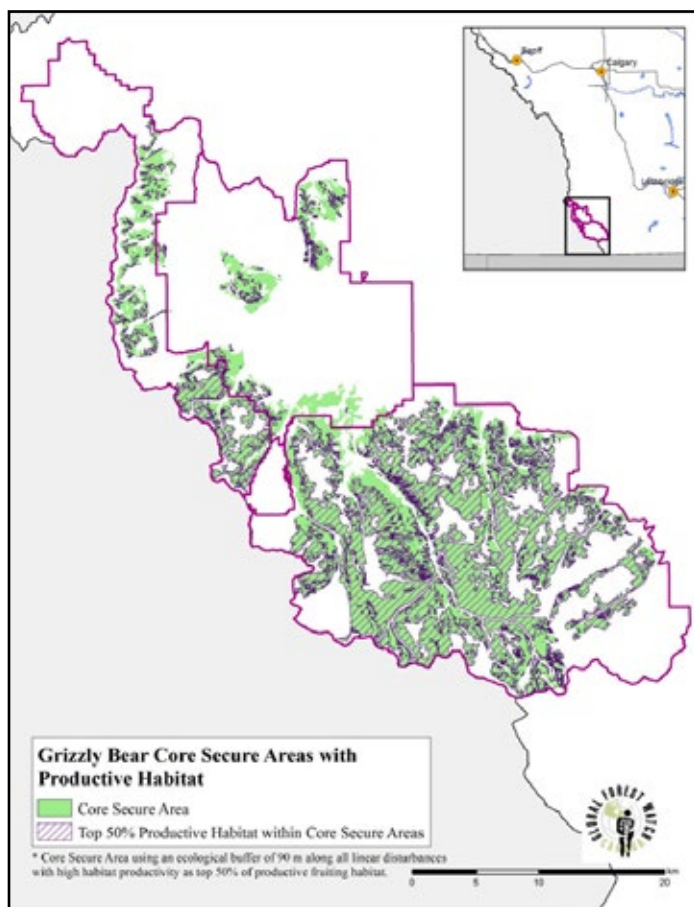 Banff
Calgary
Grizzly Bear Core Secure Areas with
Productive Habitat
Core Secure Area
Top 50% Productive Habitat within Core Secure Areas
* Core Secure Area using an ecological buffer of 90 m along all linear disturbances
with high habitat productivity as top 50% of productive fruiting habitat.
GLOBAL FOREST WATCH
0 5 10 20